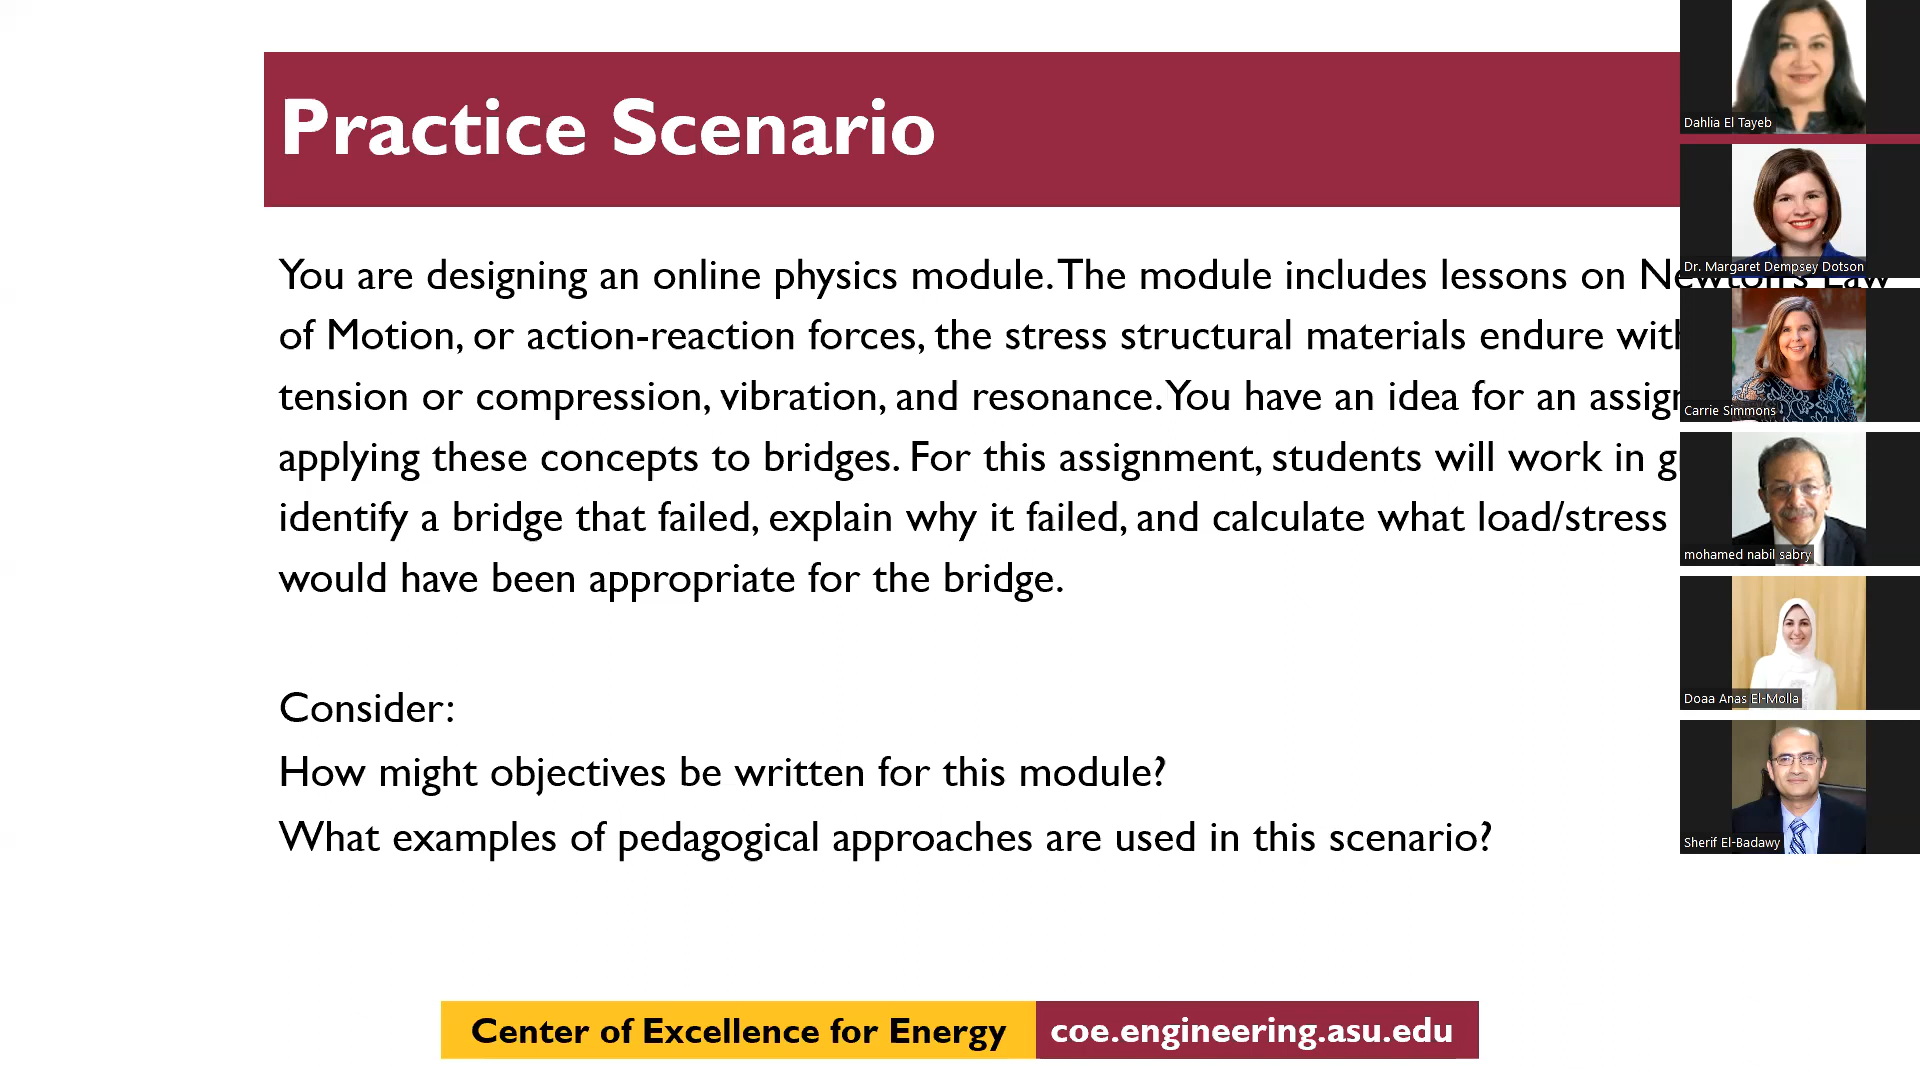 Practice Scenario
You are designing an online physics module. The module includes lessons on Newton's Law
of Motion, or action-reaction forces, the stress structural materials endure
tension or compression, vibration, and resonance. You have an idea for an
applying these concepts to bridges. For this assignment, students will work in
identify a bridge that failed, explain why it failed, and calculate what load/stress
would have been appropriate for the bridge.
Consider:
How might objectives be written for this module?
What examples of pedagogical approaches are used in this scenario?
Center of Excellence for Energy
coe.engineering.asu.edu
Dahlia El Tayeb
Dr. Margaret Dempsey Dotson
Carrie Simmons
mohamed nabil sabry
Doaa Anas El-Molla
Sherif El-Badawy